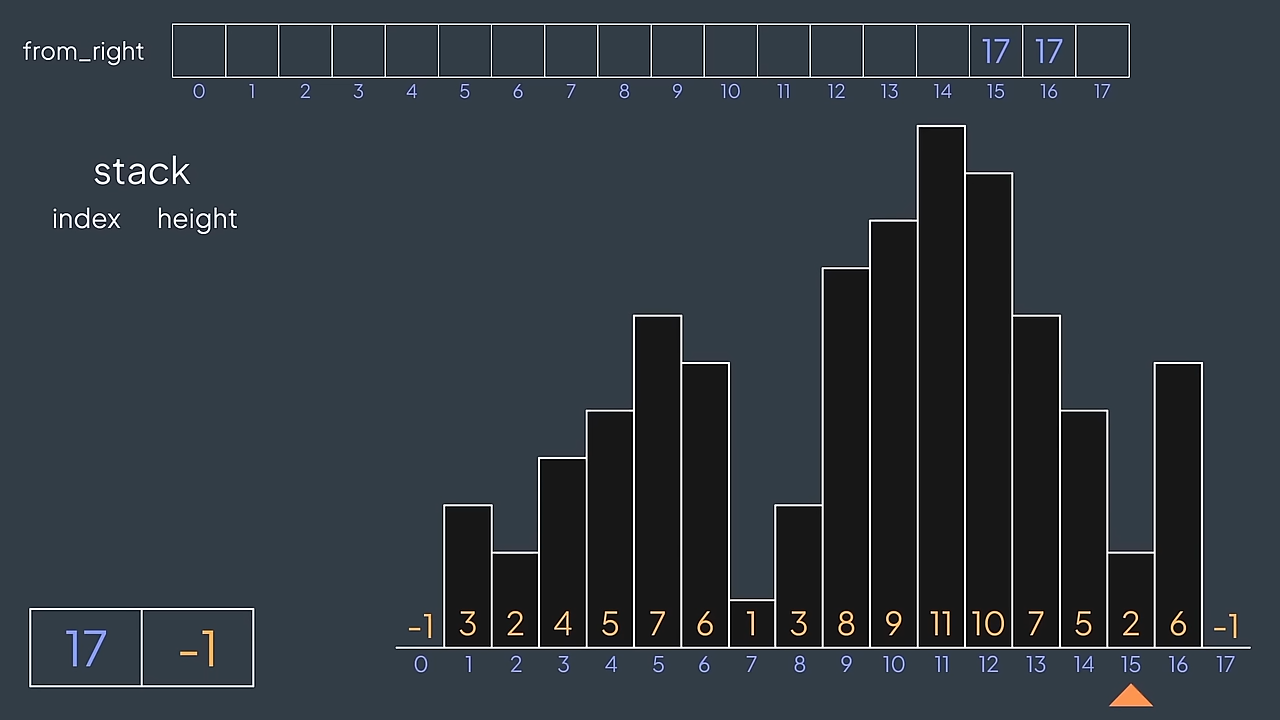 from_right 17 17
0 1 2 3 4 5 6 7 8 9 10 11 12 13 14 15 16 17
stack
index height
17 -1
-1 3 2 4 5 7 6 1 3 8 9 11 10 7 5 2 6 -1
0 1 2 3 4 5 6 7 8 9 10 11 12 13 14 15 16 17